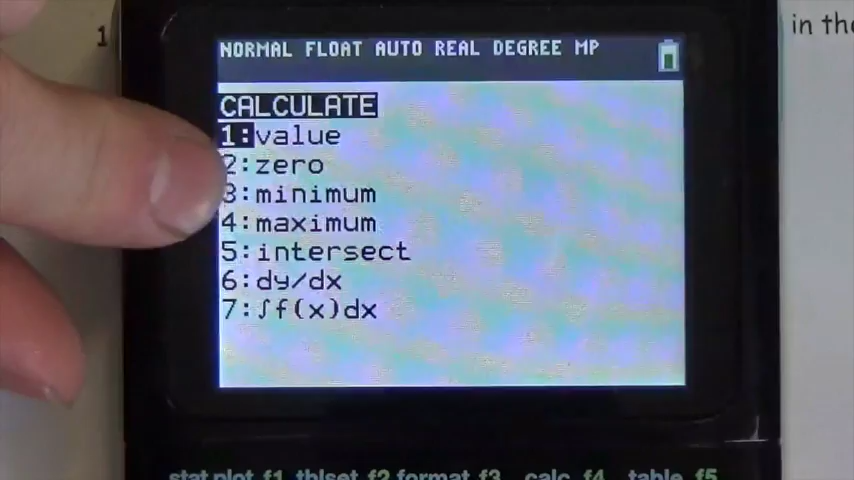 1
in the
NORMAL FLOAT AUTO REAL DEGREE MP
CALCULATE
1:value
2:zero
3:minimum
4:maximum
5:intersect
6:dy/dx
7:∫f(x)dx
stat plot f1 tblset f2 format f3 calc f4 table f5